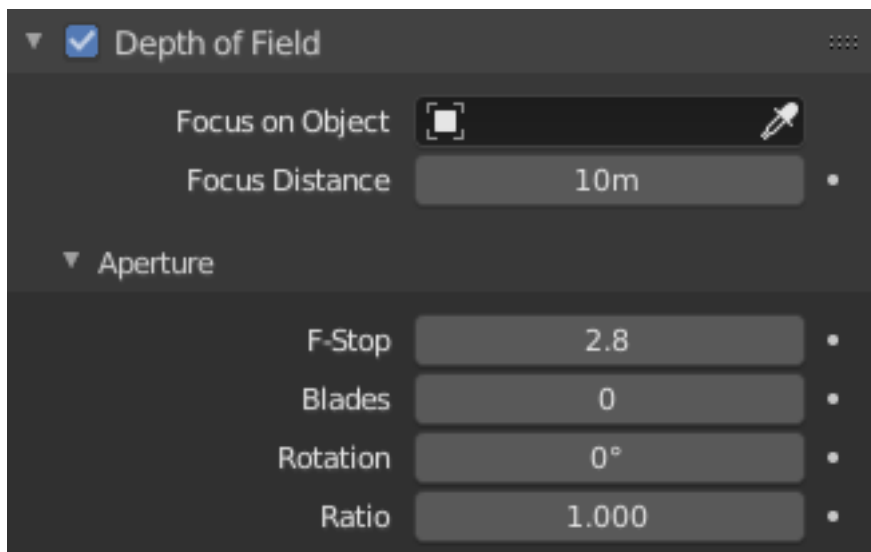 Depth of Field
Focus on Object
Focus Distance 10m
Aperture
F-Stop 2.8
Blades 0
Rotation 0°
Ratio 1.000